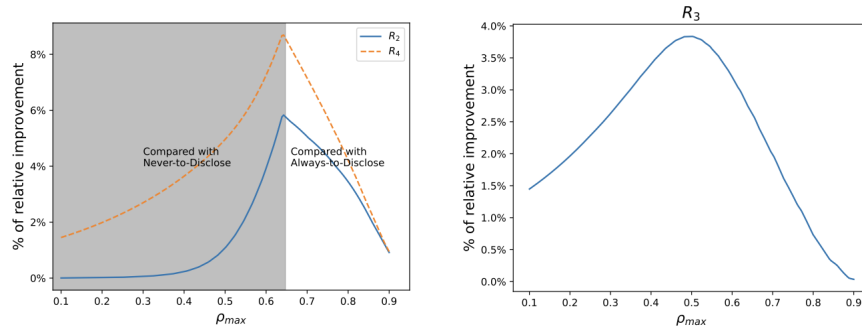 8%
6%
4%
2%
0%
% of relative improvement
R2
R4
Compared with
Never-to-Disclose
Compared with
Always-to-Disclose
0.1 0.2 0.3 0.4 0.5 0.6 0.7 0.8 0.9
ρmax
R3
4.0%
3.5%
3.0%
2.5%
2.0%
1.5%
1.0%
0.5%
0.0%
% of relative improvement
0.1 0.2 0.3 0.4 0.5 0.6 0.7 0.8 0.9
ρmax